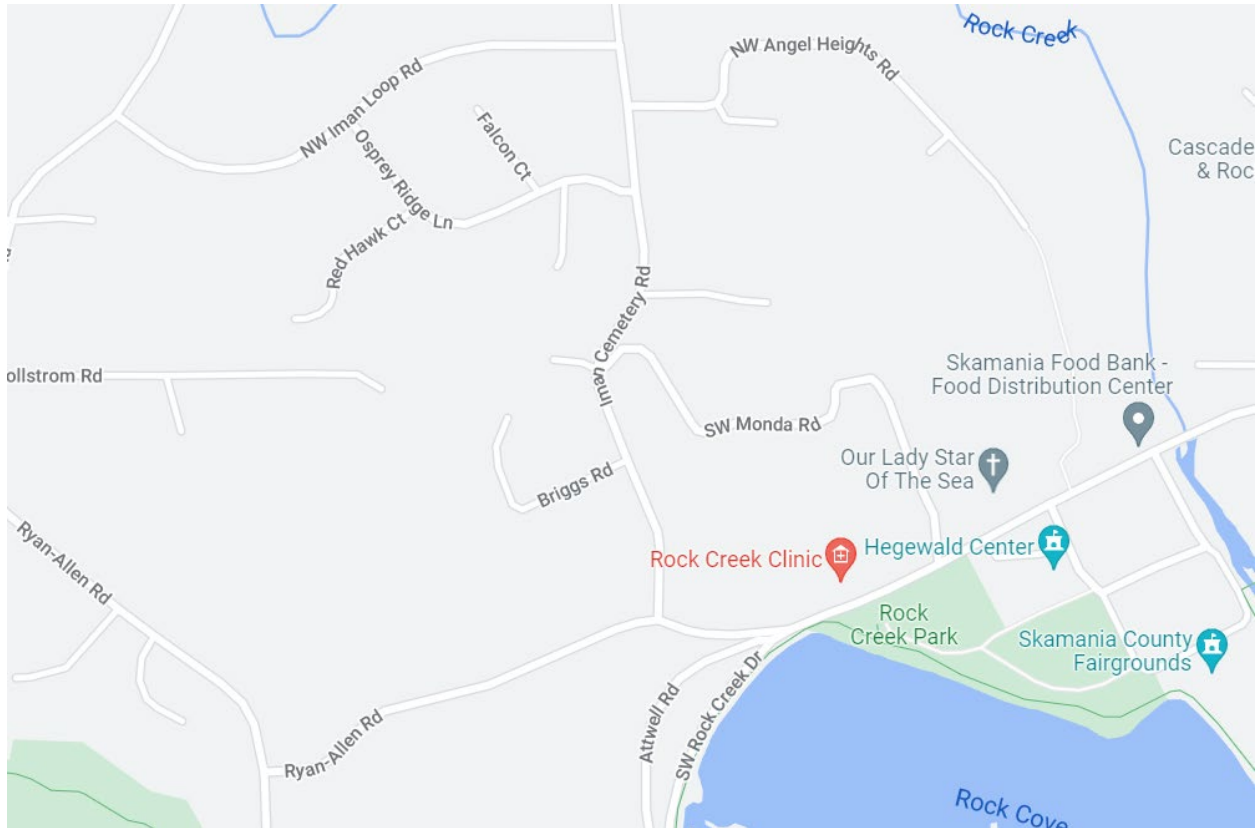 Rock Creek
NW Angel Heights Rd
NW Iman Loop Rd
Falcon Ct
Osprey Ridge Ln
Cascade
& Roc
Red Hawk Ct
Iman Cemetery Rd
ollstrom Rd
Skamania Food Bank -
Food Distribution Center
SW Monda Rd
Our Lady Star
Of The Sea
Briggs Rd
Ryan-Allen Rd
Rock Creek Clinic
Hegewald Center
Rock
Creek Park
Skamania County
Fairgrounds
Attwell Rd
SW Rock Creek Dr
Ryan-Allen Rd
Rock Cove